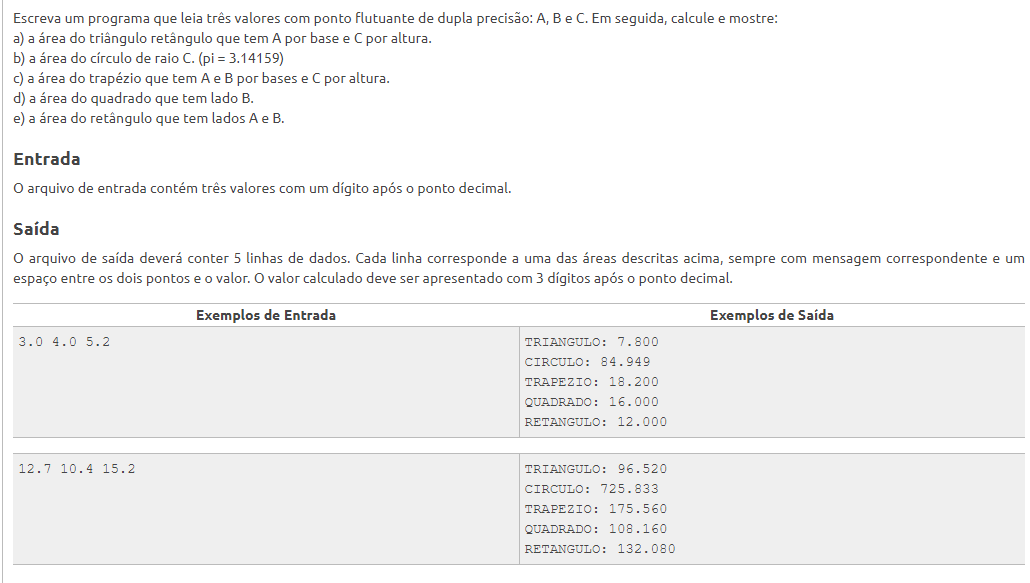 Escreva um programa que leia três valores com ponto flutuante de dupla precisão: A, B e C. Em seguida, calcule e mostre:
a) a área do triângulo retângulo que tem A por base e C por altura.
b) a área do círculo de raio C. (pi = 3.14159)
c) a área do trapézio que tem A e B por bases e C por altura.
d) a área do quadrado que tem lado B.
e) a área do retângulo que tem lados A e B.
Entrada
O arquivo de entrada contém três valores com um dígito após o ponto decimal.
Saída
O arquivo de saída deverá conter 5 linhas de dados. Cada linha corresponde a uma das áreas descritas acima, sempre com mensagem correspondente e um
espaço entre os dois pontos e o valor. O valor calculado deve ser apresentado com 3 dígitos após o ponto decimal.
Exemplos de Entrada
Exemplos de Saída
3.0 4.0 5.2
TRIANGULO: 7.800
CIRCULO: 84.949
TRAPEZIO: 18.200
QUADRADO: 16.000
RETANGULO: 12.000
12.7 10.4 15.2
TRIANGULO: 96.520
CIRCULO: 725.833
TRAPEZIO: 175.560
QUADRADO: 108.160
RETANGULO: 132.080